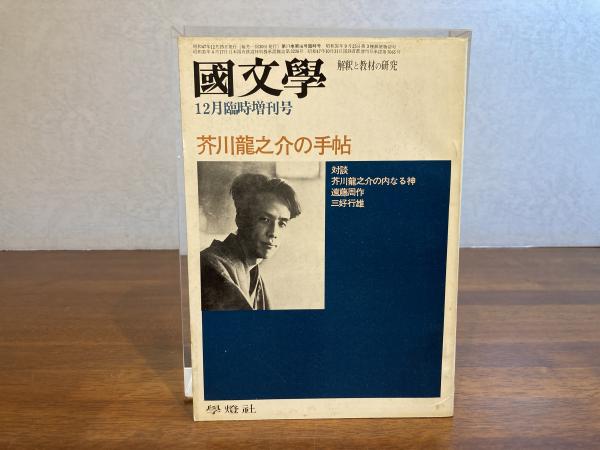 國文學
解釈と教材の研究
12月臨時増刊号
芥川龍之介の手帖
対談
芥川龍之介の内なる神
遠藤周作
三好行雄
學燈社